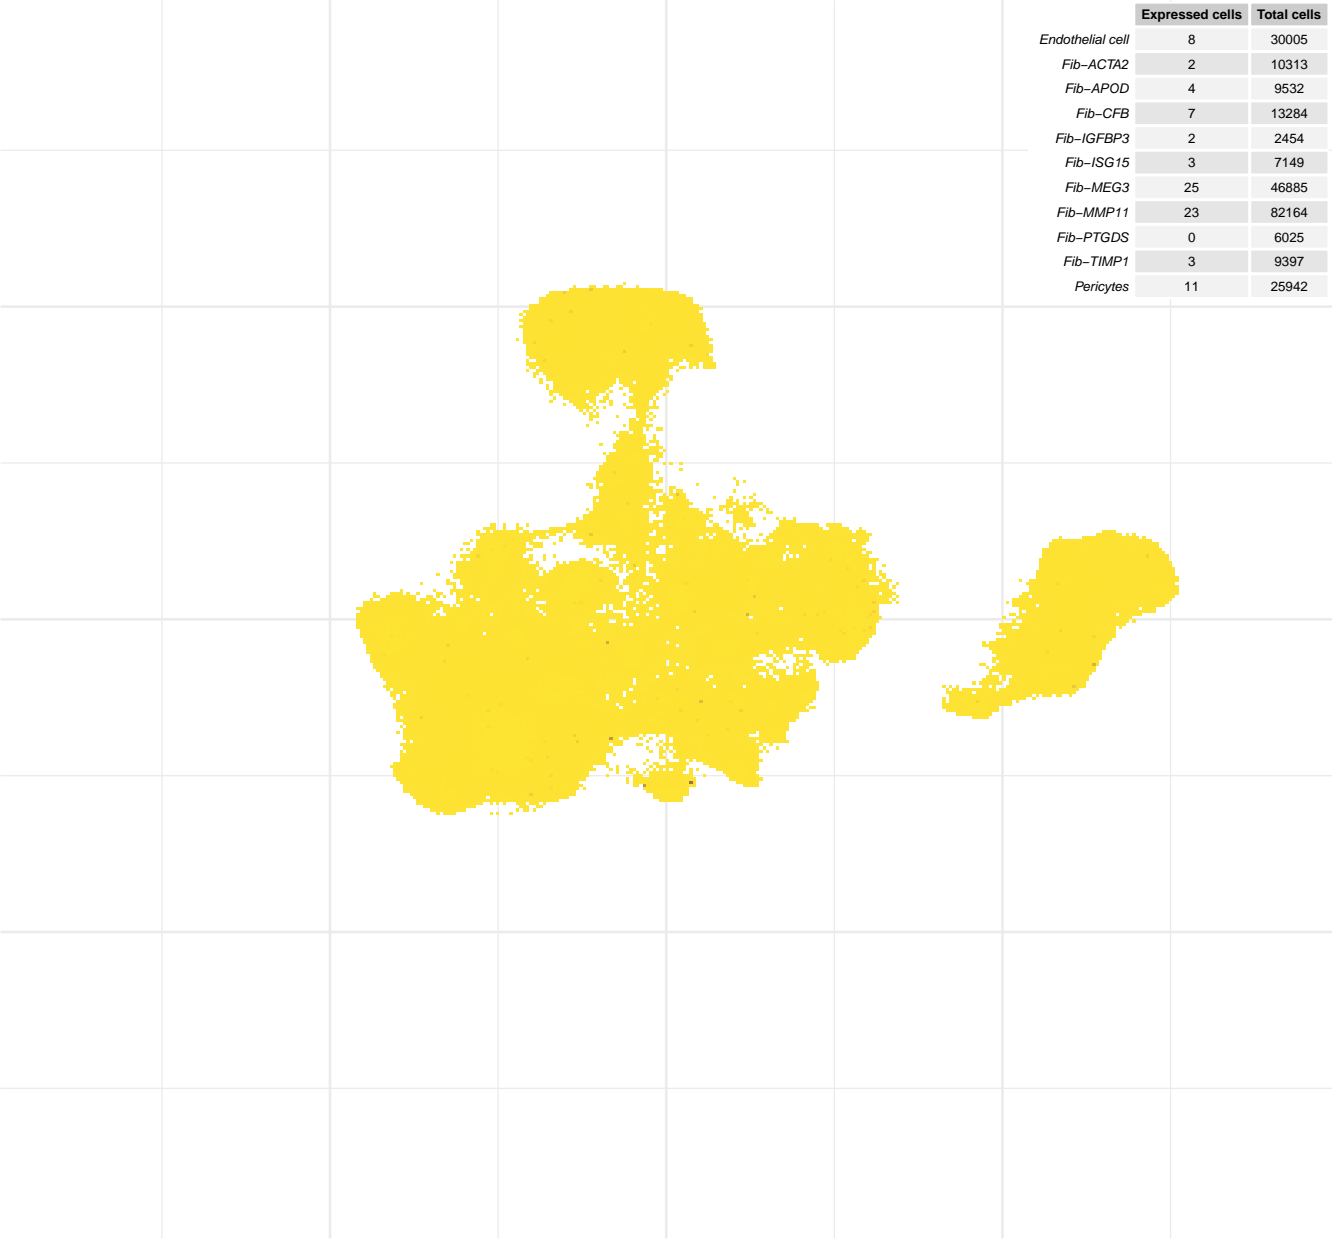 Expressed cells Total cells
Endothelial cell 8 30005
Fib−ACTA2 2 10313
Fib−APOD 4 9532
Fib−CFB 7 13284
Fib−IGFBP3 2 2454
Fib−ISG15 3 7149
Fib−MEG3 25 46885
Fib−MMP11 23 82164
Fib−PTGDS 0 6025
Fib−TIMP1 3 9397
Pericytes 11 25942